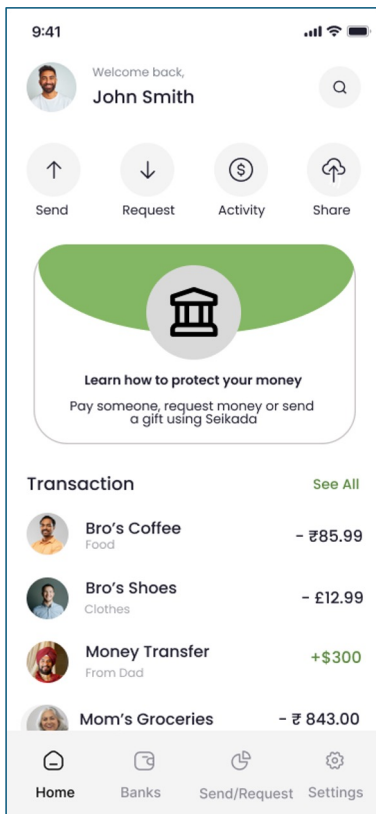 9:41
Welcome back,
John Smith
Send Request Activity Share
Learn how to protect your money
Pay someone, request money or send
a gift using Seikada
Transaction See All
Bro’s Coffee
Food
- ₹85.99
Bro’s Shoes
Clothes
- £12.99
Money Transfer
From Dad
+$300
Mom’s Groceries - ₹ 843.00
Home Banks Send/Request Settings